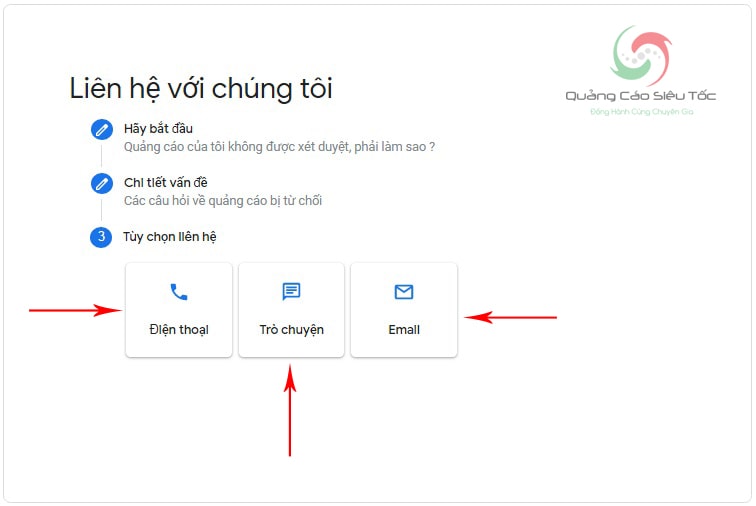 Quảng Cáo Siêu Tốc
Đồng Hành Cùng Chuyên Gia
Liên hệ với chúng tôi
Hãy bắt đầu
Quảng cáo của tôi không được xét duyệt, phải làm sao ?
Chi tiết vấn đề
Các câu hỏi về quảng cáo bị từ chối
3 Tùy chọn liên hệ
Điện thoại
Trò chuyện
Email